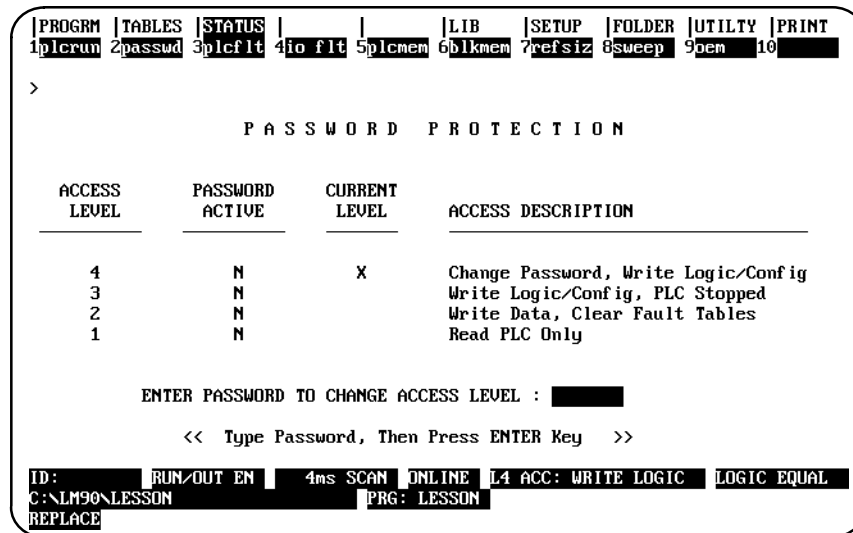 |PROGRM |TABLES |STATUS | | |LIB |SETUP |FOLDER |UTILTY |PRINT
1plcrun 2passwd 3plcflt 4io flt 5plcmem 6blkmem 7refsiz 8sweep 9oem 10
>
P A S S W O R D P R O T E C T I O N
ACCESS PASSWORD CURRENT
LEVEL ACTIVE LEVEL ACCESS DESCRIPTION
4 N X Change Password, Write Logic/Config
3 N Write Logic/Config, PLC Stopped
2 N Write Data, Clear Fault Tables
1 N Read PLC Only
ENTER PASSWORD TO CHANGE ACCESS LEVEL :
<< Type Password, Then Press ENTER Key >>
ID: RUN/OUT EN 4ms SCAN ONLINE L4 ACC: WRITE LOGIC LOGIC EQUAL
C:\LM90\LESSON PRG: LESSON
REPLACE